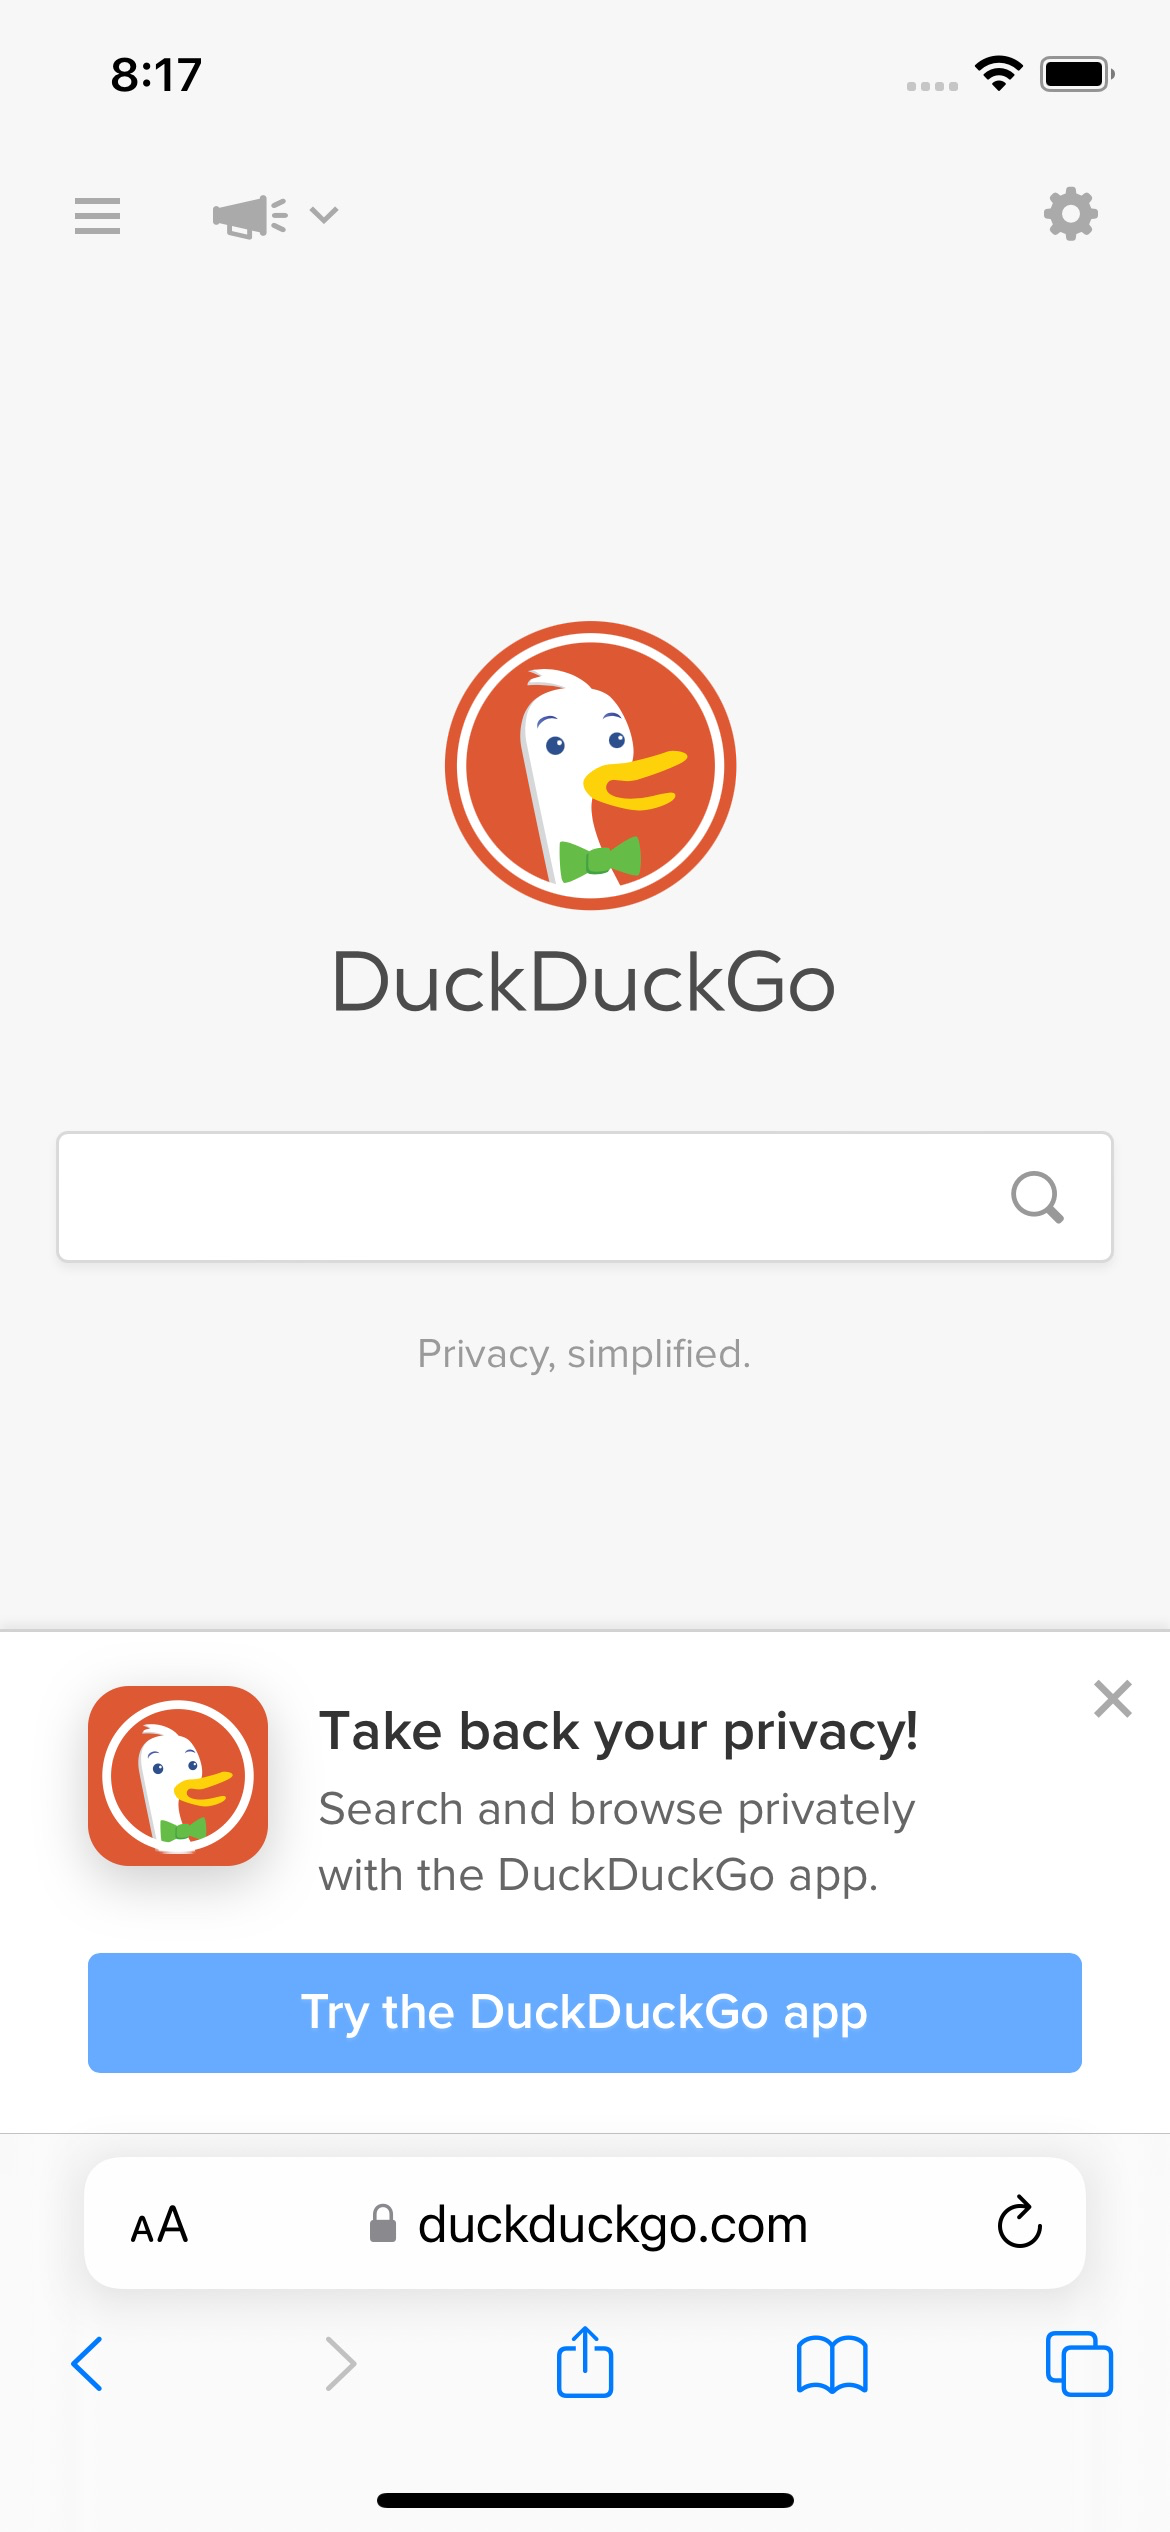 8:17
DuckDuckGo
Privacy, simplified.
Take back your privacy!
Search and browse privately
with the DuckDuckGo app.
Try the DuckDuckGo app
AA
duckduckgo.com